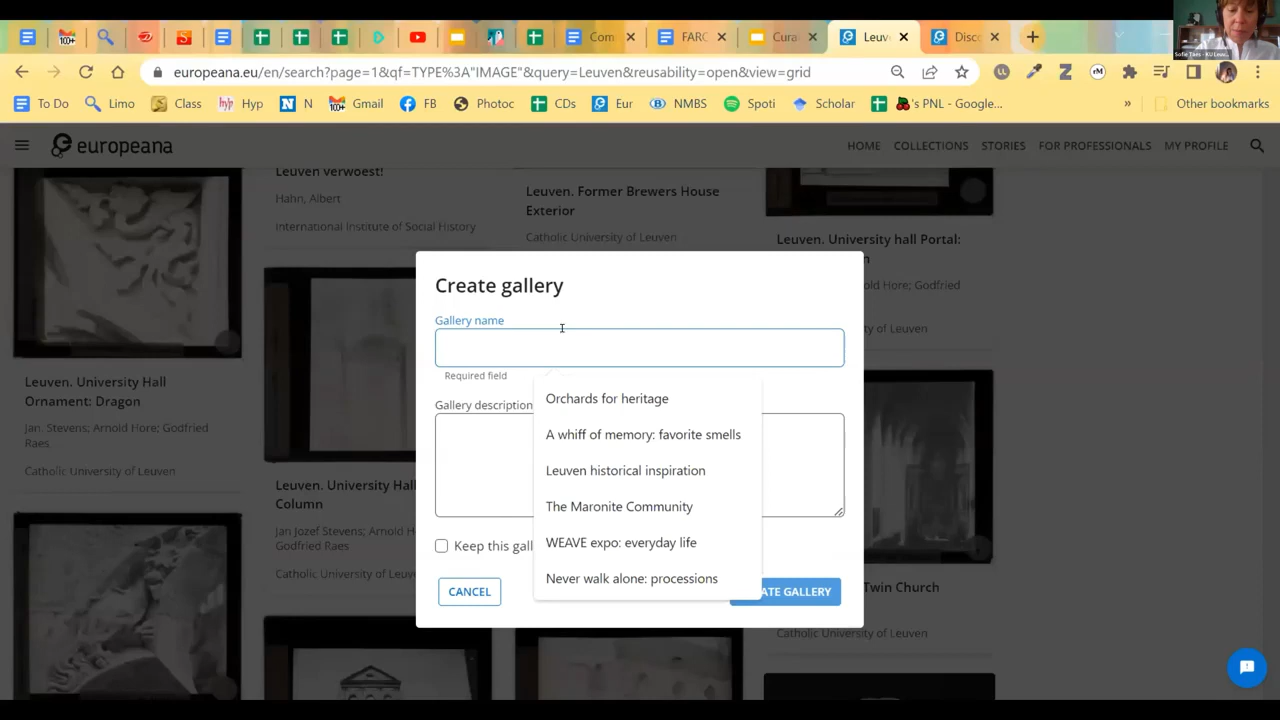 100+
Com
FARC
Cura
Leuv
Disc
europeana.eu/en/search?page=1&qf=TYPE%3A"IMAGE"&query=Leuven&reusability=open&view=grid
To Do
Limo
Class
hyp Hyp
N N
100+ Gmail
FB
Photoc
CDs
Eur
B NMBS
Spoti
Scholar
's PNL - Google...
»
Other bookmarks
europeana
HOME
COLLECTIONS
STORIES
FOR PROFESSIONALS
MY PROFILE
Leuven verwoest!
Hahn, Albert
International Institute of Social History
Leuven. Former Brewers House
Exterior
Catholic University of Leuven
Leuven. University hall Portal:
old Hore; Godfried
Leuven
Create gallery
Gallery name
Required field
Gallery description
Orchards for heritage
A whiff of memory: favorite smells
Leuven historical inspiration
The Maronite Community
WEAVE expo: everyday life
Never walk alone: processions
Keep this gall
CANCEL
ATE GALLERY
Leuven. University Hall
Ornament: Dragon
Jan. Stevens; Arnold Hore; Godfried
Raes
Catholic University of Leuven
Leuven. University Hall
Column
Jan Jozef Stevens; Arnold Ho
Godfried Raes
Catholic University of Leuven
Twin Church
Catholic University of Leuven